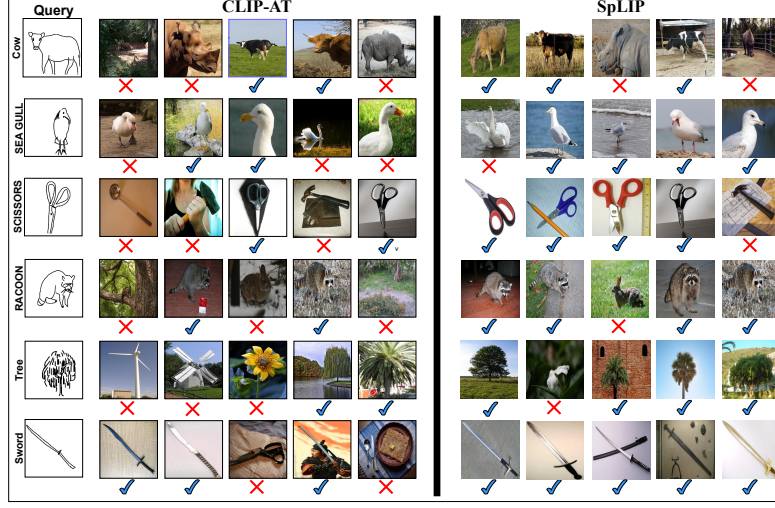 Query
CLIP-AT
SpLIP
Cow
SEA GULL
SCISSORS
v
RACOON
Tree
Sword